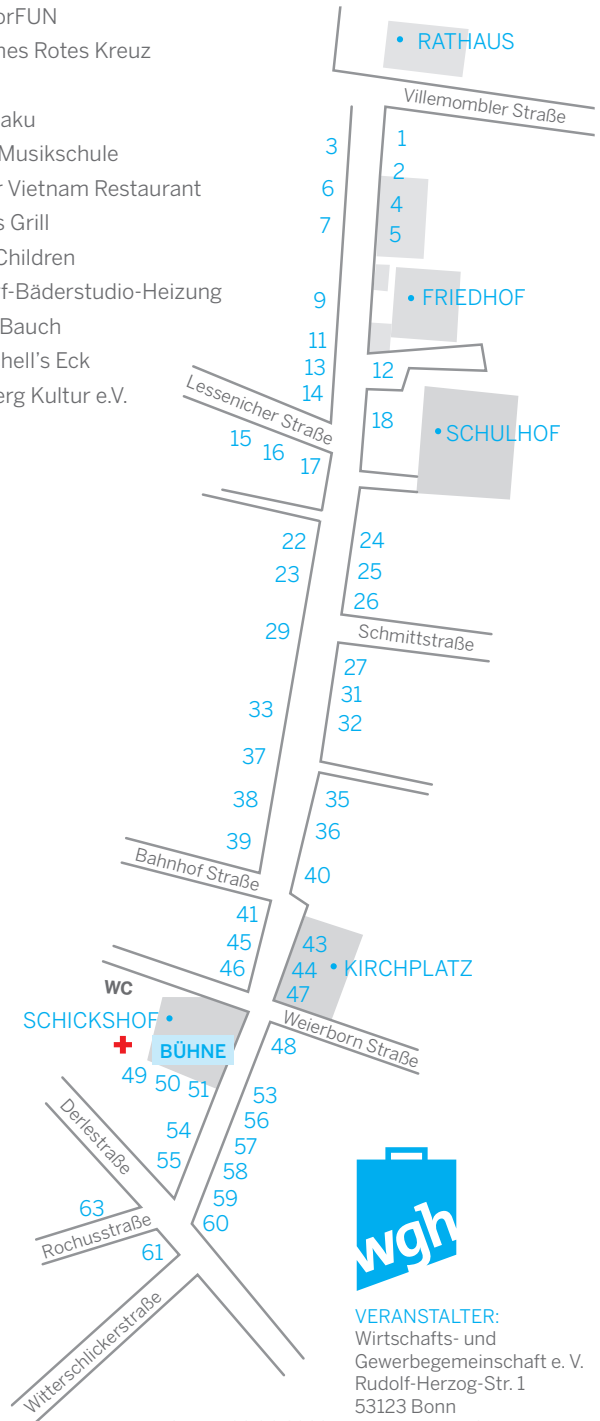 orFUN
nes Rotes Kreuz
aku
Musikschule
r Vietnam Restaurant
s Grill
Children
f-Bäderstudio-Heizung
Bauch
hell's Eck
erg Kultur e.V.
• RATHAUS
Villemombler Straße
1
3
2
6
4
7
5
9
• FRIEDHOF
11
13
12
14
Lessenicher Straße
18
• SCHULHOF
15
16
17
22
24
23
25
26
29
Schmittstraße
27
31
33
32
37
38
35
36
39
Bahnhof Straße
40
41
45
43
46
44
• KIRCHPLATZ
47
WC
SCHICKSHOF •
Weierborn Straße
BÜHNE
48
49
50
51
53
54
56
55
57
58
59
60
Derlestraße
63
Rochusstraße
61
Witterschlickerstraße
wgh
VERANSTALTER:
Wirtschafts- und
Gewerbegemeinschaft e. V.
Rudolf-Herzog-Str. 1
53123 Bonn